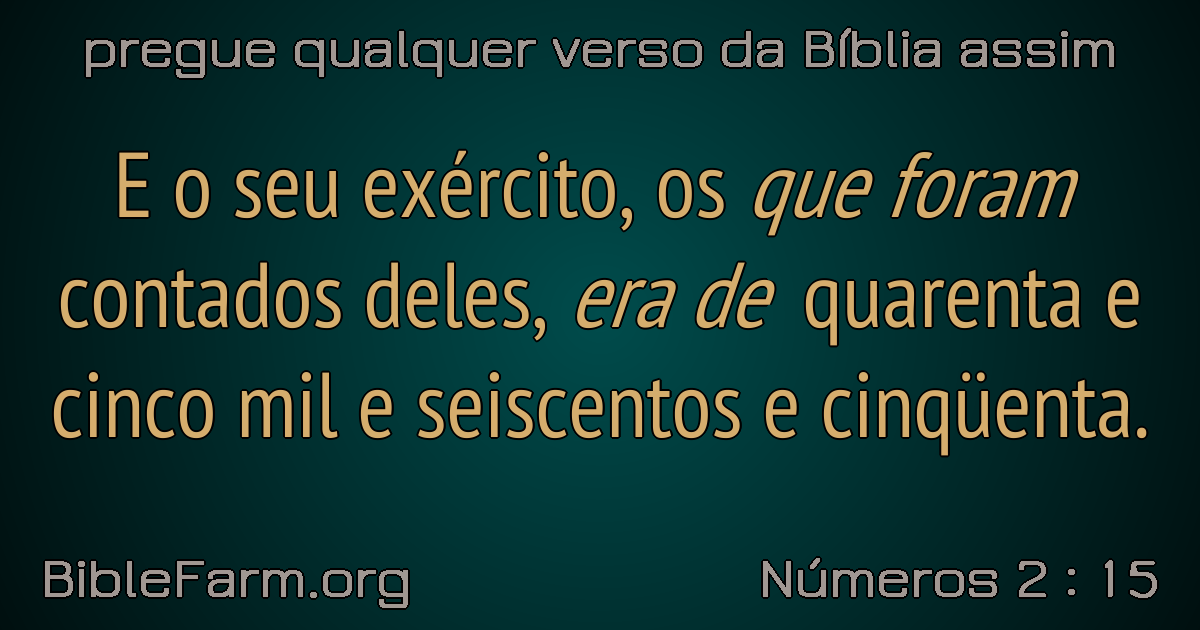 pregue qualquer verso da Bíblia assim
E o seu exército, os que foram
contados deles, era de quarenta e
cinco mil e seiscentos e cinqüenta.
BibleFarm.org
Números 2 : 15